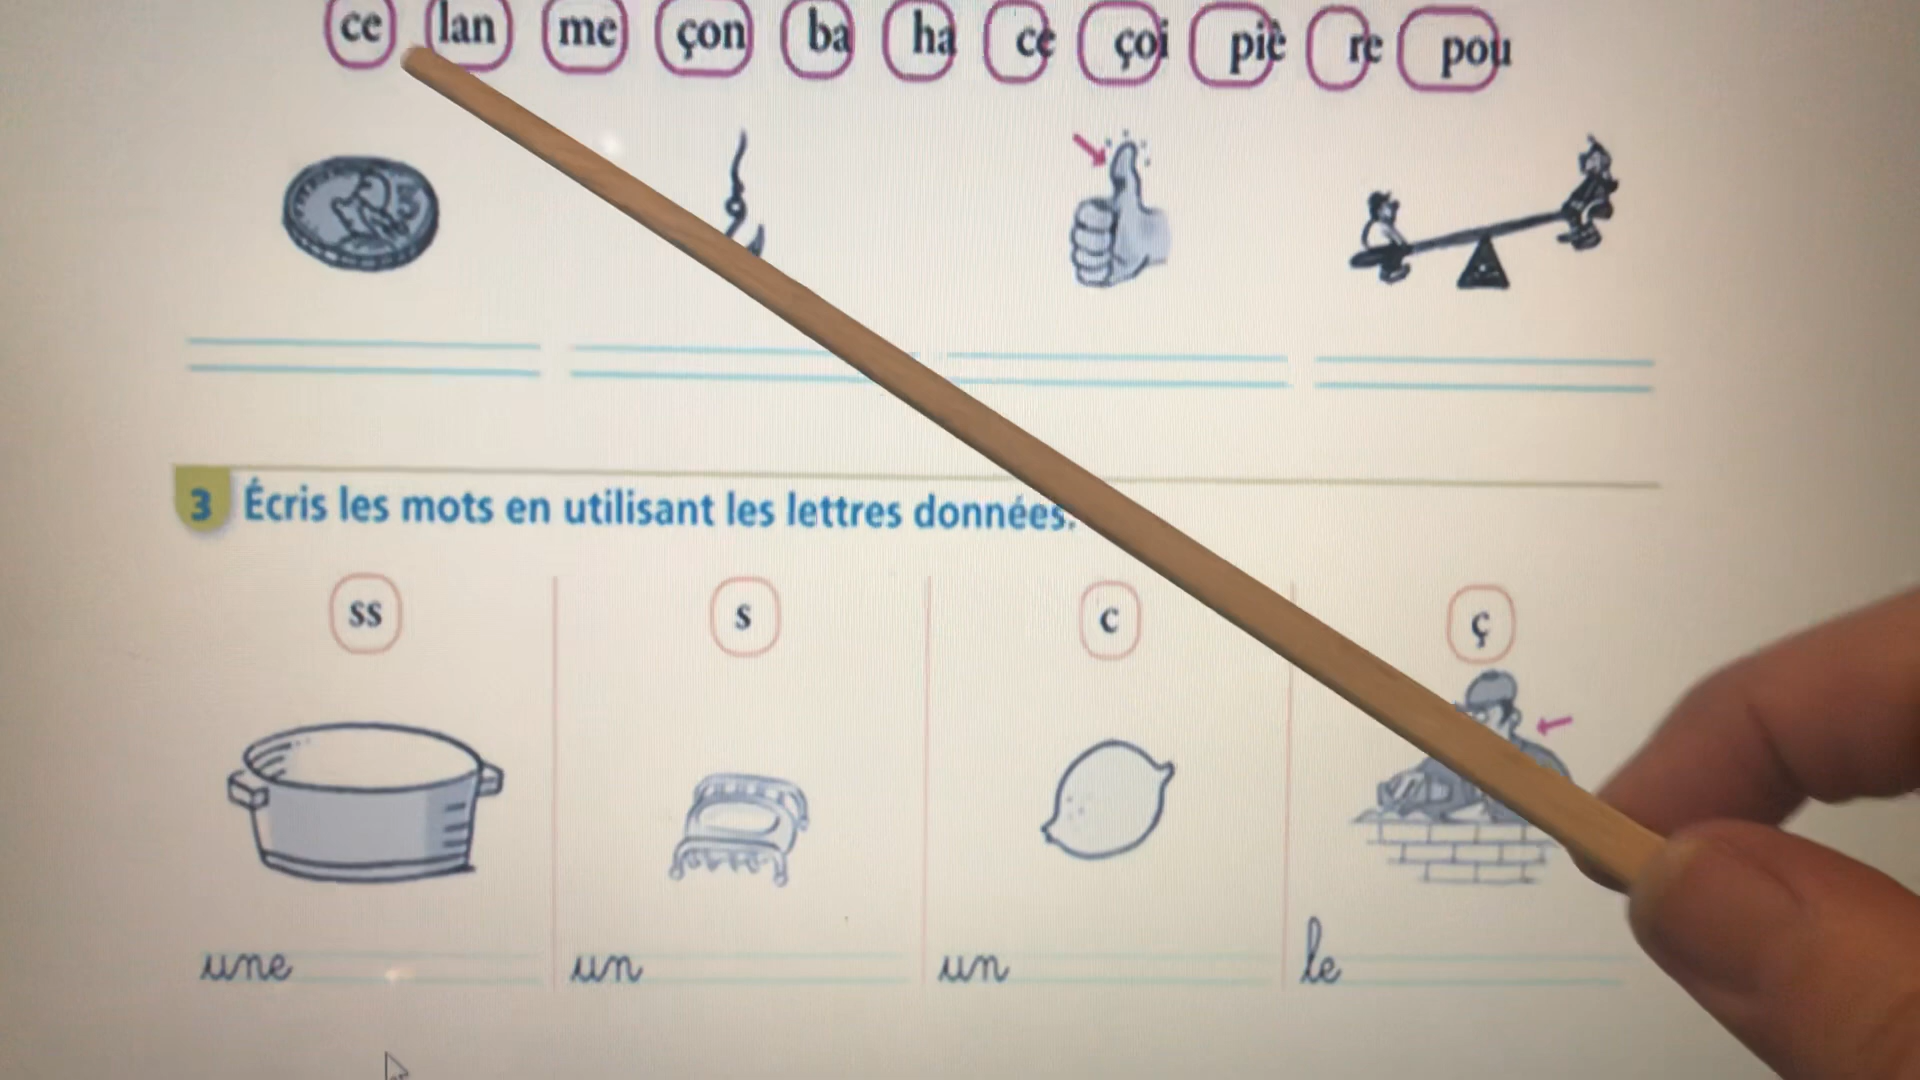 ce lan me çon ba ha ce çoi piè re pou
3 Écris les mots en utilisant les lettres données.
ss s c ç
une un un le